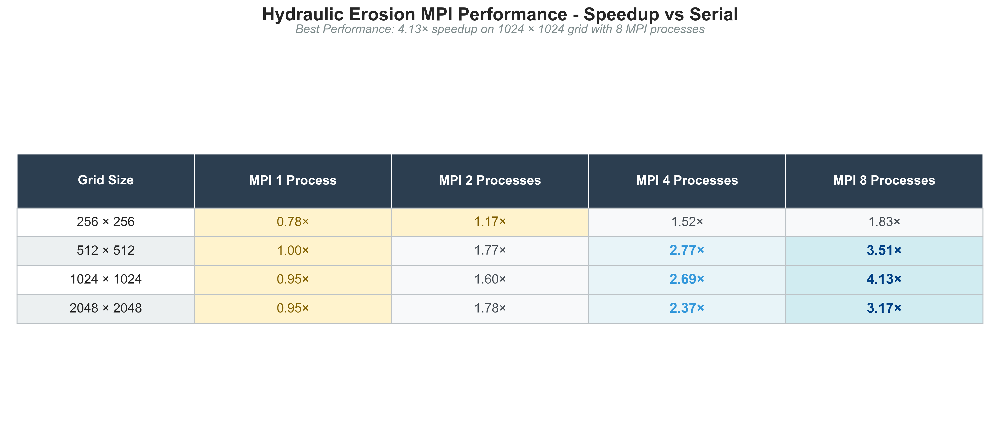 Hydraulic Erosion MPI Performance - Speedup vs Serial
Best Performance: 4.13× speedup on 1024 × 1024 grid with 8 MPI processes
Grid Size MPI 1 Process MPI 2 Processes MPI 4 Processes MPI 8 Processes
256 × 256 0.78× 1.17× 1.52× 1.83×
512 × 512 1.00× 1.77× 2.77× 3.51×
1024 × 1024 0.95× 1.60× 2.69× 4.13×
2048 × 2048 0.95× 1.78× 2.37× 3.17×